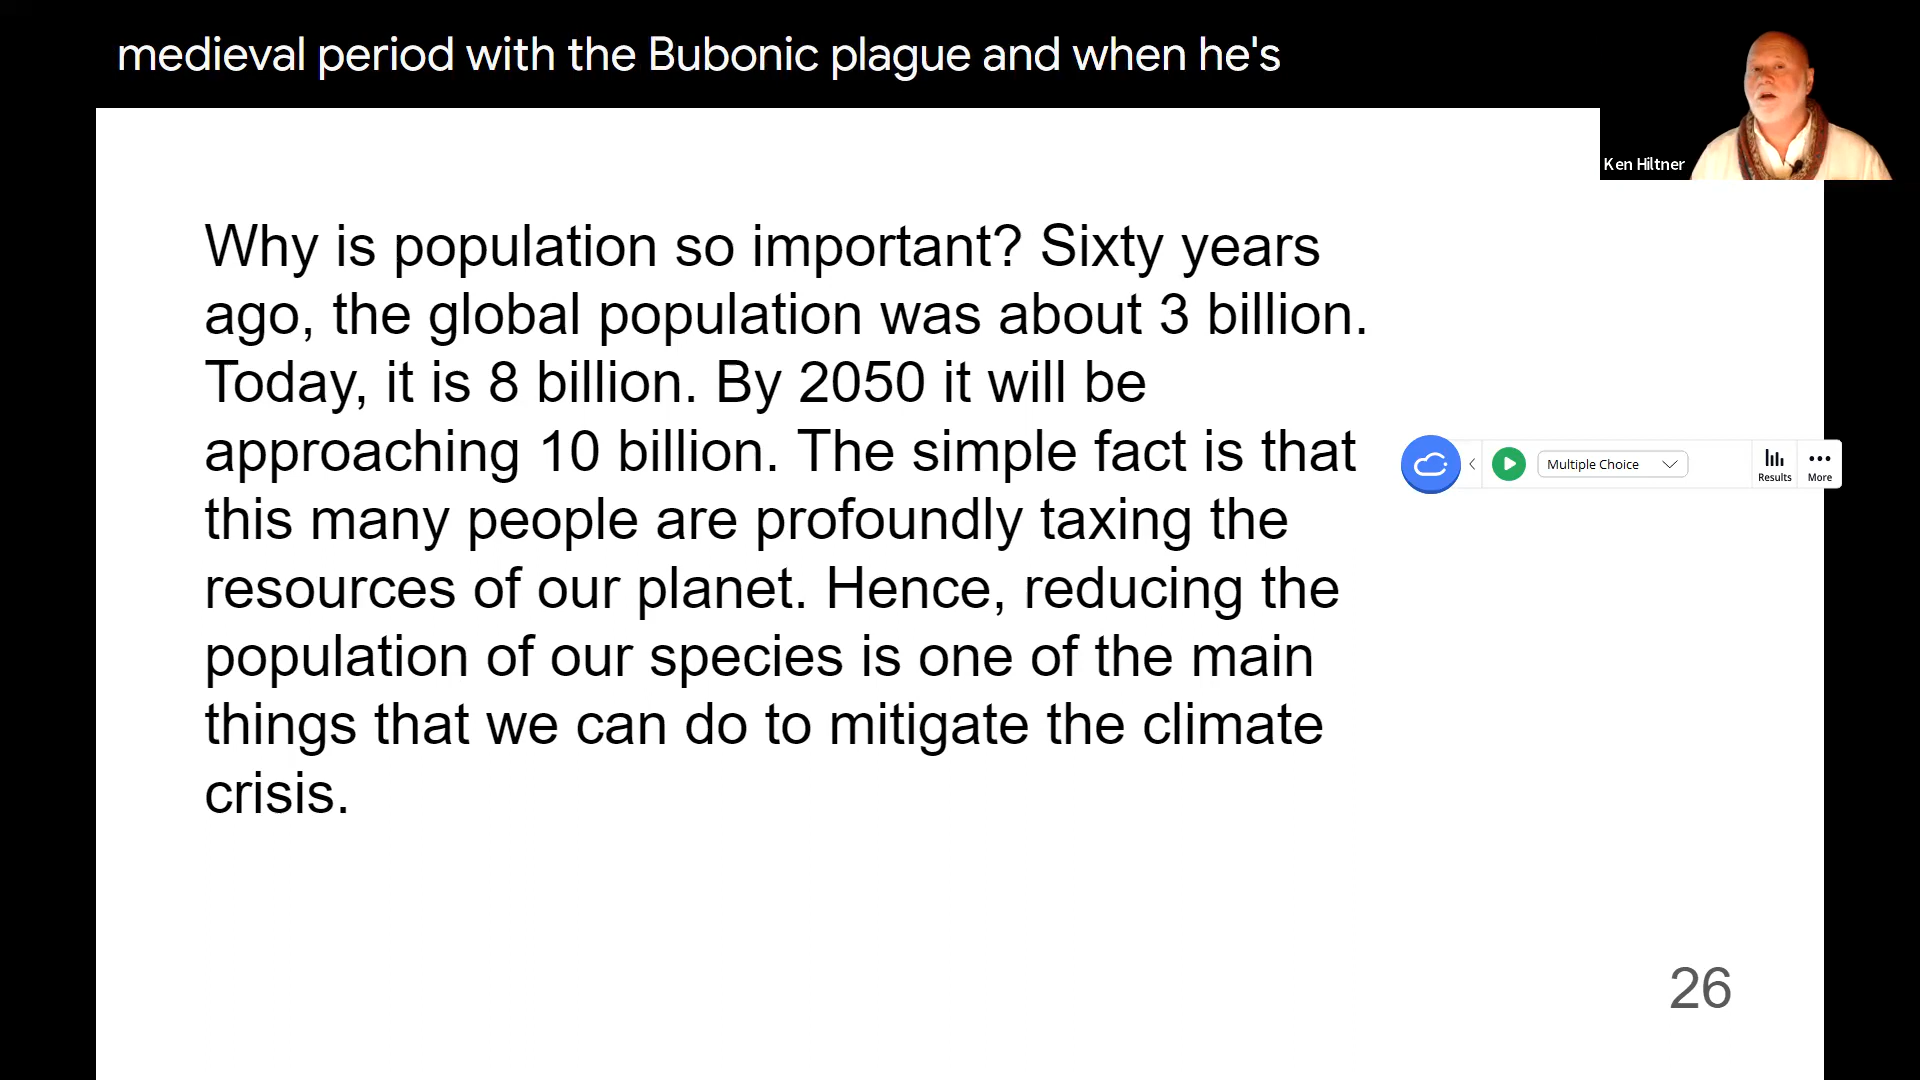 medieval period with the Bubonic plague and when he's
Ken Hiltner
Why is population so important? Sixty years
ago, the global population was about 3 billion.
Today, it is 8 billion. By 2050 it will be
approaching 10 billion. The simple fact is that
this many people are profoundly taxing the
resources of our planet. Hence, reducing the
population of our species is one of the main
things that we can do to mitigate the climate
crisis.
Multiple Choice
Results
More
26